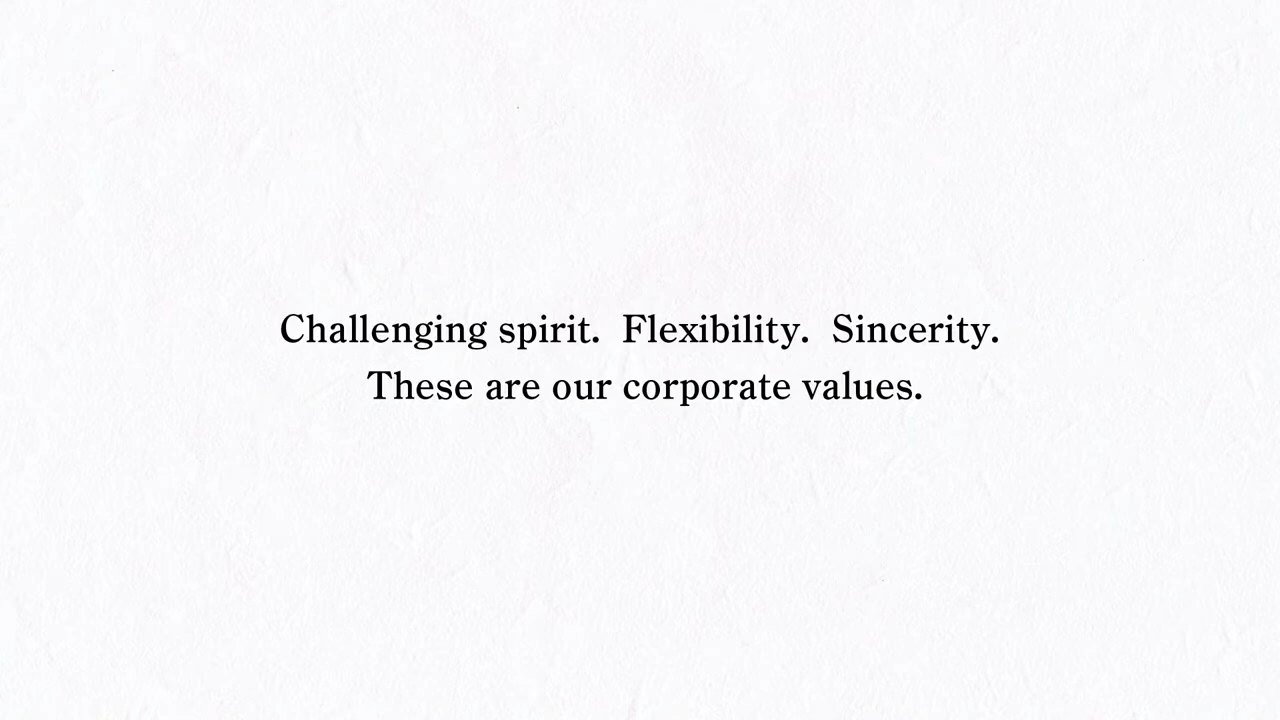 Challenging spirit.  Flexibility.  Sincerity.
These are our corporate values.